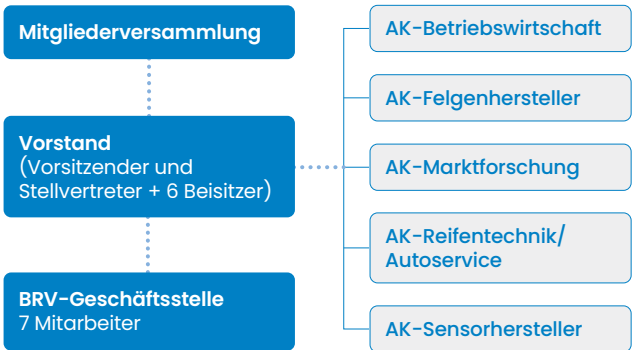 Mitgliederversammlung
Vorstand
(Vorsitzender und
Stellvertreter + 6 Beisitzer)
BRV-Geschäftsstelle
7 Mitarbeiter
AK-Betriebswirtschaft
AK-Felgenhersteller
AK-Marktforschung
AK-Reifentechnik/
Autoservice
AK-Sensorhersteller